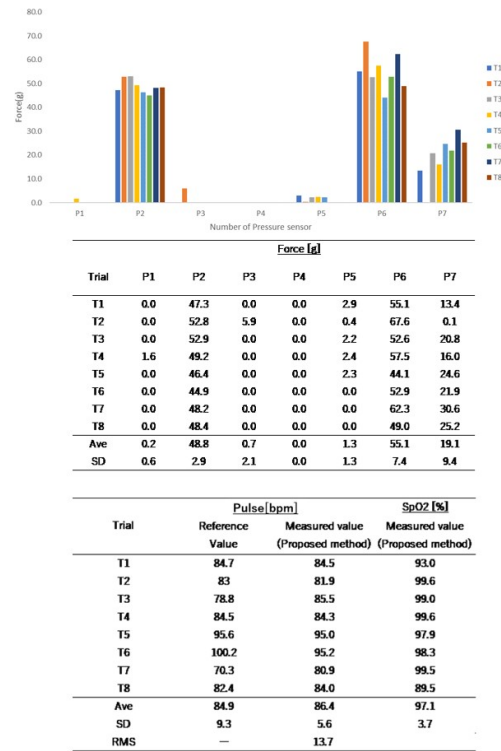 80.0
70.0
60.0
50.0
40.0
30.0
20.0
10.0
0.0
Force(g)
P1 P2 P3 P4 P5 P6 P7
Number of Pressure sensor
T1
T2
T3
T4
T5
T6
T7
T8
Force [g]
Trial P1 P2 P3 P4 P5 P6 P7
T1 0.0 47.3 0.0 0.0 2.9 55.1 13.4
T2 0.0 52.8 5.9 0.0 0.4 67.6 0.1
T3 0.0 52.9 0.0 0.0 2.2 52.6 20.8
T4 1.6 49.2 0.0 0.0 2.4 57.5 16.0
T5 0.0 46.4 0.0 0.0 2.3 44.1 24.6
T6 0.0 44.9 0.0 0.0 0.0 52.9 21.9
T7 0.0 48.2 0.0 0.0 0.0 62.3 30.6
T8 0.0 48.4 0.0 0.0 0.0 49.0 25.2
Ave 0.2 48.8 0.7 0.0 1.3 55.1 19.1
SD 0.6 2.9 2.1 0.0 1.3 7.4 9.4
Pulse[bpm] SpO2 [%]
Trial Reference Measured value Measured value
Value (Proposed method) (Proposed method)
T1 84.7 84.5 93.0
T2 83 81.9 99.6
T3 78.8 85.5 99.0
T4 84.5 84.3 99.6
T5 95.6 95.0 97.9
T6 100.2 95.2 98.3
T7 70.3 80.9 99.5
T8 82.4 84.0 89.5
Ave 84.9 86.4 97.1
SD 9.3 5.6 3.7
RMS — 13.7